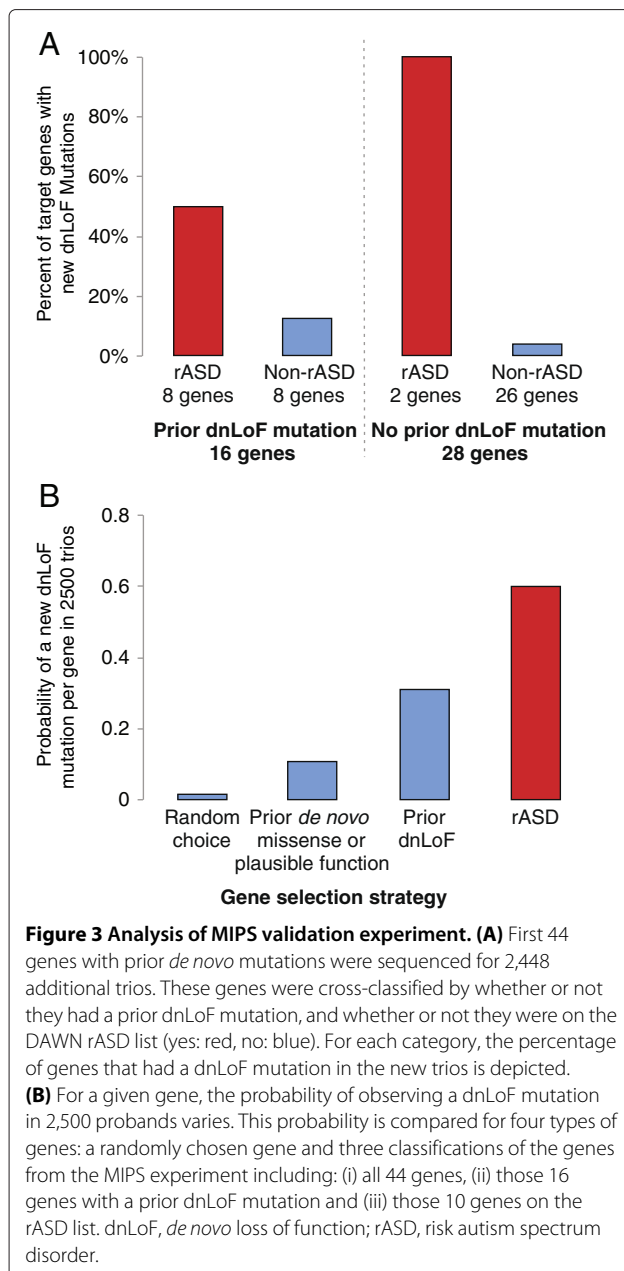 A
Percent of target genes with
new dnLoF Mutations
100%
80%
60%
40%
20%
0%
rASD
8 genes
Non-rASD
8 genes
rASD
2 genes
Non-rASD
26 genes
Prior dnLoF mutation
16 genes
No prior dnLoF mutation
28 genes
B
Probability of a new dnLoF
mutation per gene in 2500 trios
0.8
0.6
0.4
0.2
0
Random
choice
Prior de novo
missense or
plausible function
Prior
dnLoF
rASD
Gene selection strategy
Figure 3 Analysis of MIPS validation experiment. (A) First 44
genes with prior de novo mutations were sequenced for 2,448
additional trios. These genes were cross-classified by whether or not
they had a prior dnLoF mutation, and whether or not they were on the
DAWN rASD list (yes: red, no: blue). For each category, the percentage
of genes that had a dnLoF mutation in the new trios is depicted.
(B) For a given gene, the probability of observing a dnLoF mutation
in 2,500 probands varies. This probability is compared for four types of
genes: a randomly chosen gene and three classifications of the genes
from the MIPS experiment including: (i) all 44 genes, (ii) those 16
genes with a prior dnLoF mutation and (iii) those 10 genes on the
rASD list. dnLoF, de novo loss of function; rASD, risk autism spectrum
disorder.